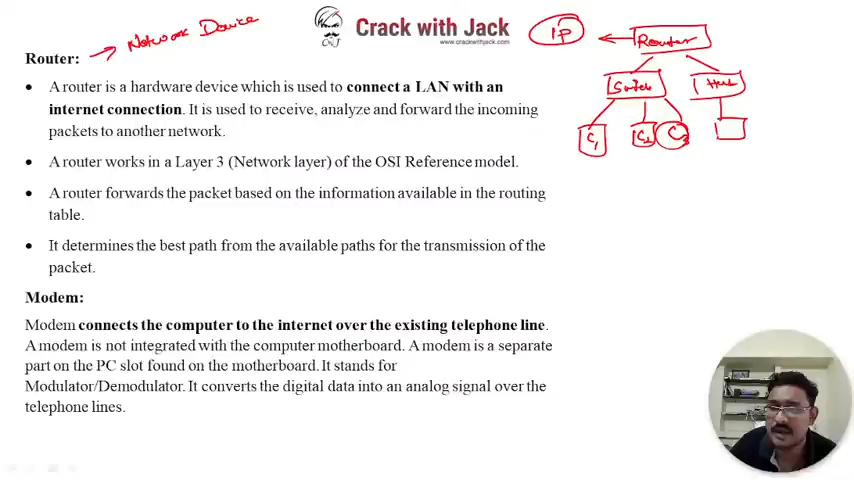 Network Device
Crack with Jack
www.crackwithjack.com
CWJ
IP
Router
Switch
Hub
C1
C2
C3
Router:
• A router is a hardware device which is used to connect a LAN with an
internet connection. It is used to receive, analyze and forward the incoming
packets to another network.
• A router works in a Layer 3 (Network layer) of the OSI Reference model.
• A router forwards the packet based on the information available in the routing
table.
• It determines the best path from the available paths for the transmission of the
packet.
Modem:
Modem connects the computer to the internet over the existing telephone line.
A modem is not integrated with the computer motherboard. A modem is a separate
part on the PC slot found on the motherboard. It stands for
Modulator/Demodulator. It converts the digital data into an analog signal over the
telephone lines.